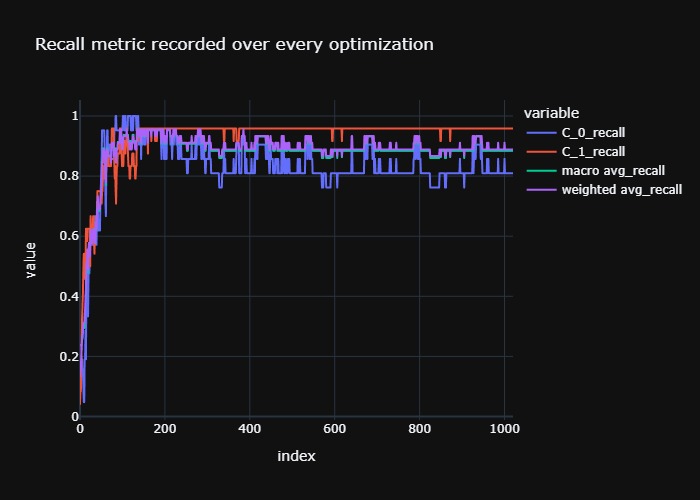 Recall metric recorded over every optimization
variable
C_0_recall
C_1_recall
macro avg_recall
weighted avg_recall
value
1
0.8
0.6
0.4
0.2
0
0 200 400 600 800 1000
index